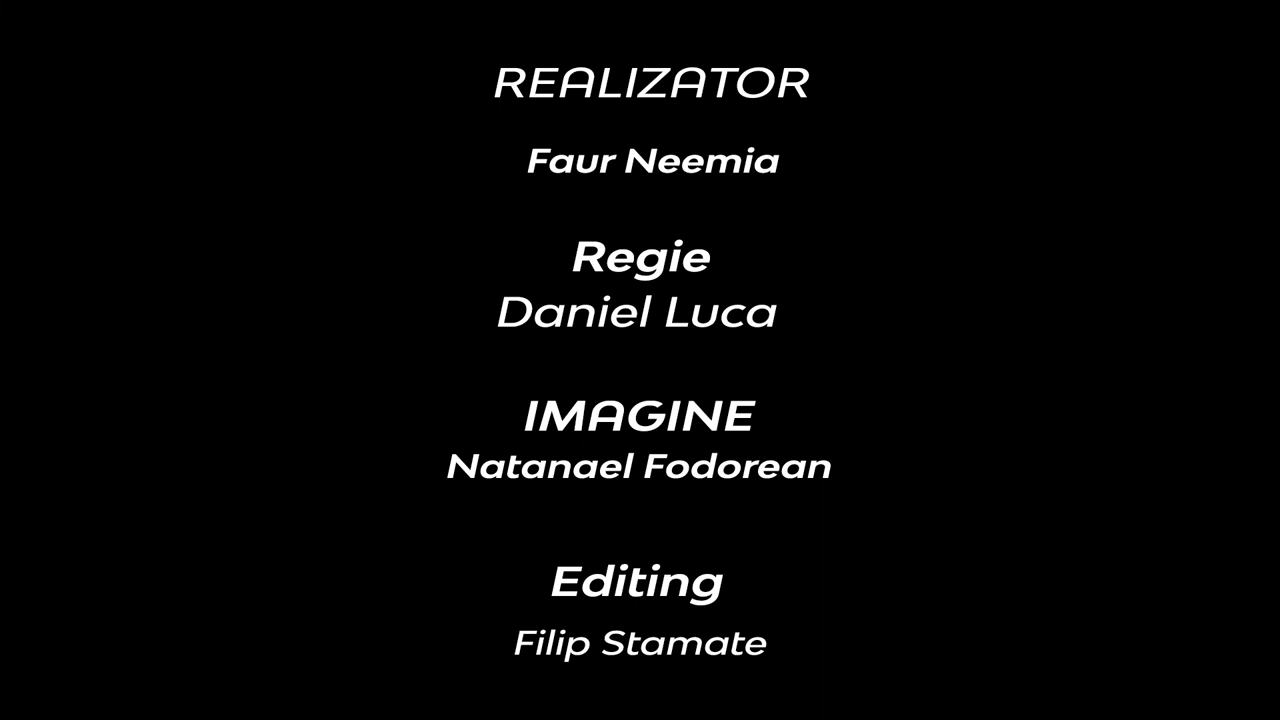 REALIZATOR
Faur Neemia
Regie
Daniel Luca
IMAGINE
Natanael Fodorean
Editing
Filip Stamate